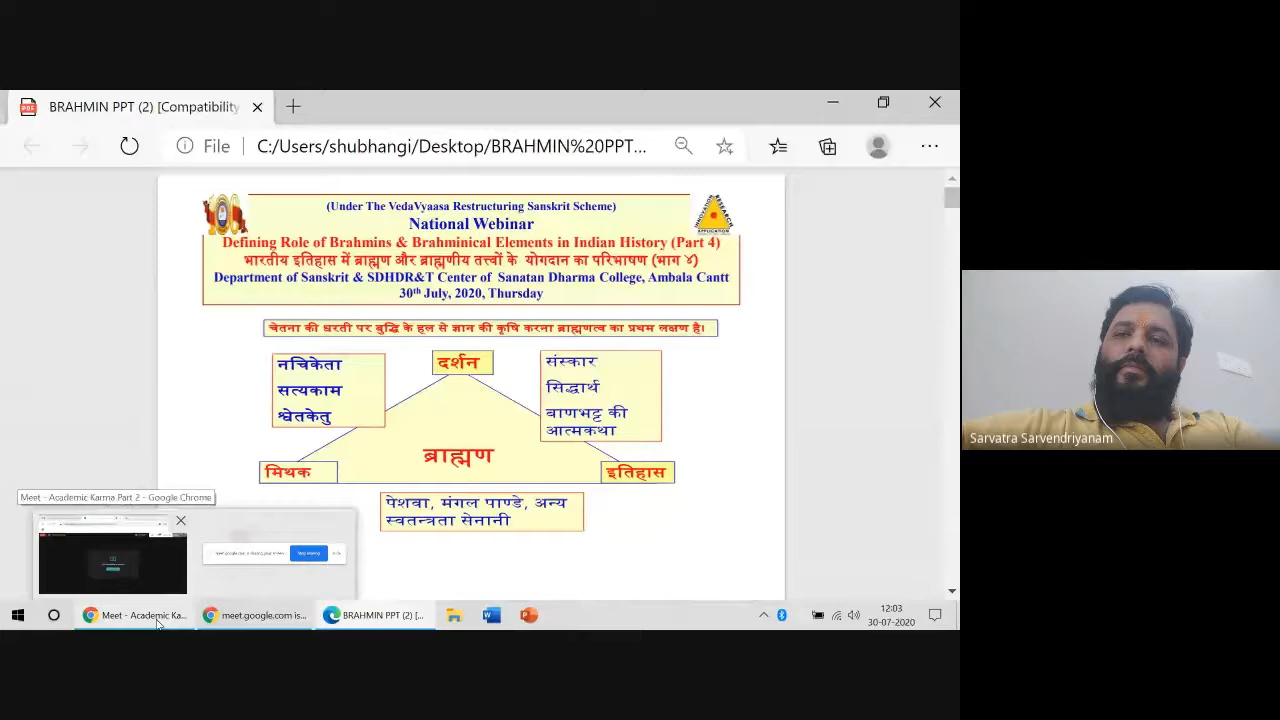 BRAHMIN PPT (2) [Compatibility
File
C:/Users/shubhangi/Desktop/BRAHMIN%20PPT...
(Under The VedaVyaasa Restructuring Sanskrit Scheme)
National Webinar
Defining Role of Brahmins & Brahminical Elements in Indian History (Part 4)
भारतीय इतिहास में ब्राह्मण और ब्राह्मणीय तत्त्वों के योगदान का परिभाषण (भाग ४)
Department of Sanskrit & SDHDR&T Center of Sanatan Dharma College, Ambala Cantt
30th July, 2020, Thursday
चेतना की धरती पर बुद्धि के हल से ज्ञान की कृषि करना ब्राह्मणत्व का प्रथम लक्षण है।
नचिकेता
सत्यकाम
श्वेतकेतु
दर्शन
संस्कार
सिद्धार्थ
बाणभट्ट की
आत्मकथा
ब्राह्मण
मिथक
इतिहास
पेशवा, मंगल पाण्डे, अन्य
स्वतन्त्रता सेनानी
Sarvatra Sarvendriyanam
Meet - Academic Karma Part 2 - Google Chrome
Meet - Academic Ka...
meet.google.com is...
BRAHMIN PPT (2) [...
12:03
30-07-2020